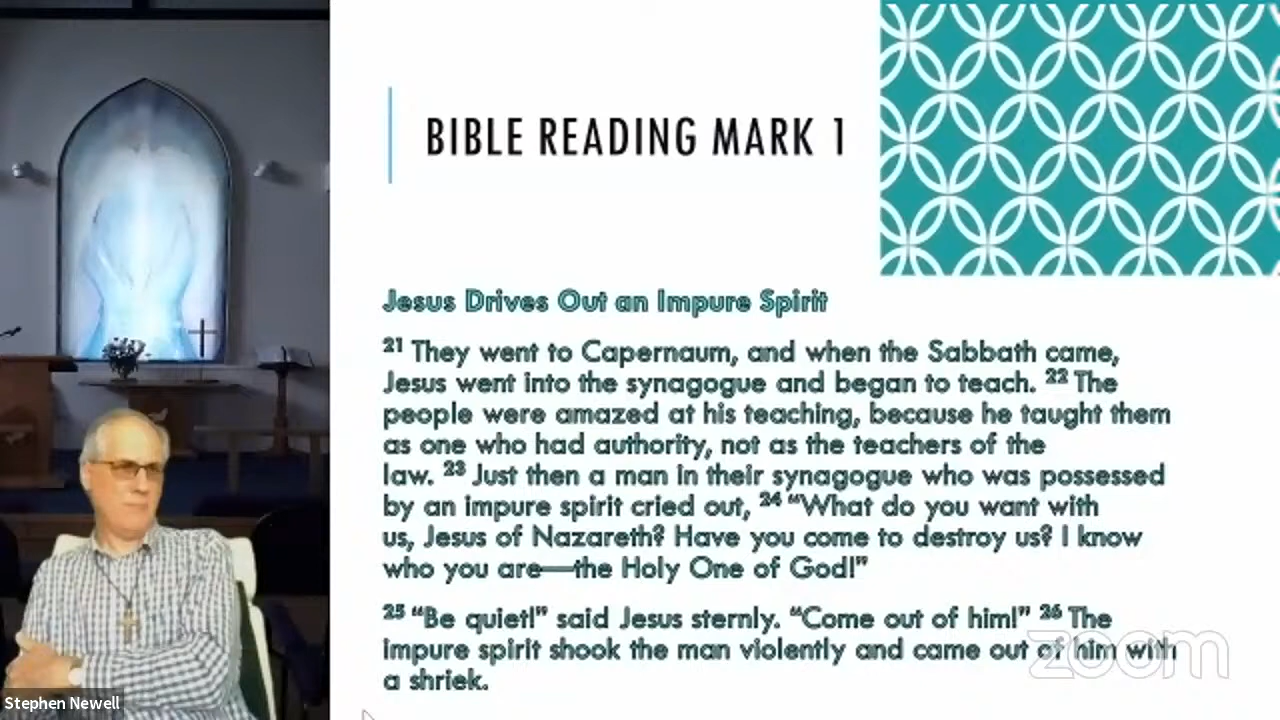 BIBLE READING MARK 1
Jesus Drives Out an Impure Spirit
21 They went to Capernaum, and when the Sabbath came,
Jesus went into the synagogue and began to teach. 22 The
people were amazed at his teaching, because he taught them
as one who had authority, not as the teachers of the
law. 23 Just then a man in their synagogue who was possessed
by an impure spirit cried out, 24 “What do you want with
us, Jesus of Nazareth? Have you come to destroy us? I know
who you are—the Holy One of God!”
25 “Be quiet!” said Jesus sternly. “Come out of him!” 26 The
impure spirit shook the man violently and came out of him with
a shriek.
zoom
Stephen Newell